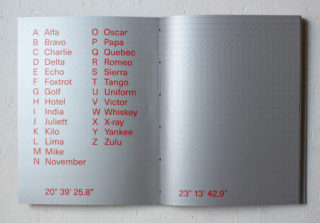 A Alfa
B Bravo
C Charlie
D Delta
E Echo
F Foxtrot
G Golf
H Hotel
I India
J Juliett
K Kilo
L Lima
M Mike
N November
O Oscar
P Papa
Q Quebec
R Romeo
S Sierra
T Tango
U Uniform
V Victor
W Whiskey
X X-ray
Y Yankee
Z Zulu
20° 39' 25.8"
23° 13' 42.9"